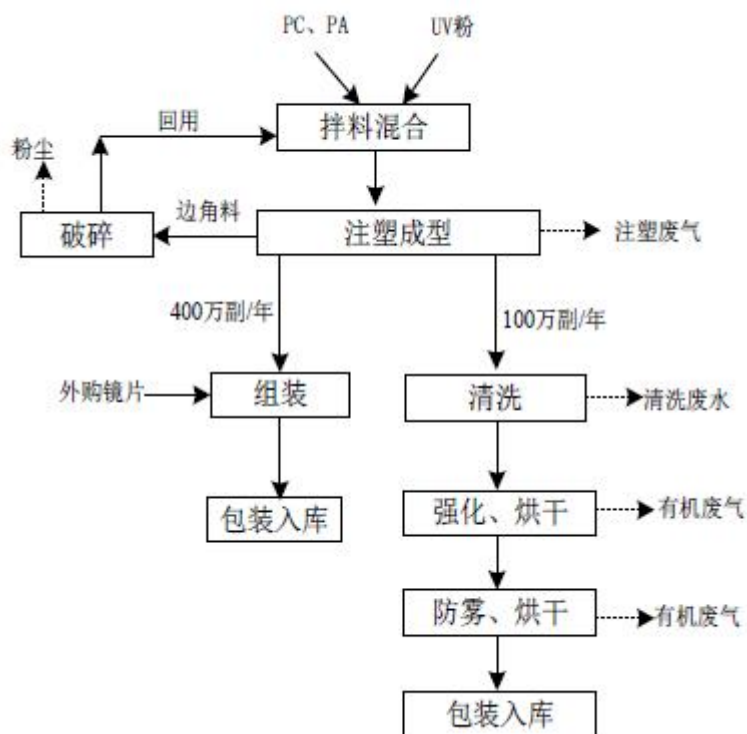 PC、PA
UV粉
拌料混合
回用
粉尘
破碎
边角料
注塑成型
注塑废气
400万副/年
100万副/年
外购镜片
组装
清洗
清洗废水
包装入库
强化、烘干
有机废气
防雾、烘干
有机废气
包装入库